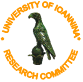 UNIVERSITY OF IOANNINA
RESEARCH COMMITTEE